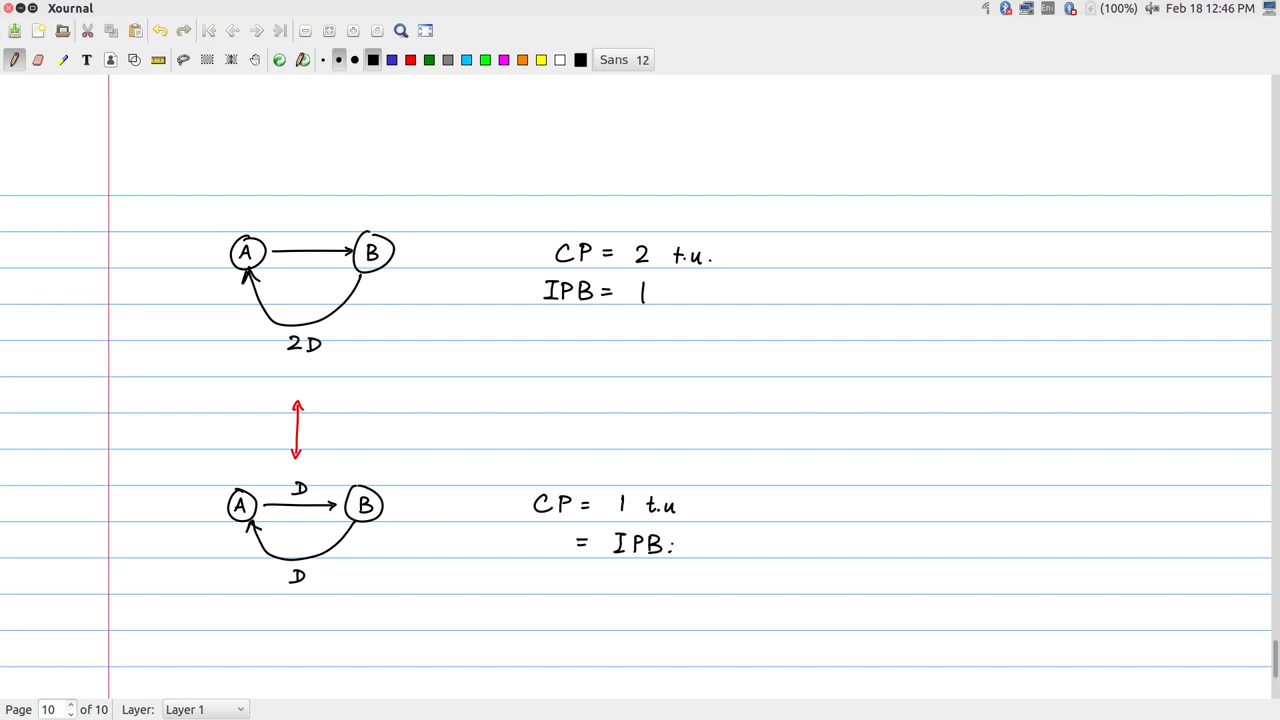 Xournal
(100%) Feb 18 12:46 PM
En1
T
Sans 12
A B CP = 2 t.u.
IPB = 1
2D
D
A B CP = 1 t.u
= IPB.
D
Page 10 of 10 Layer: Layer 1